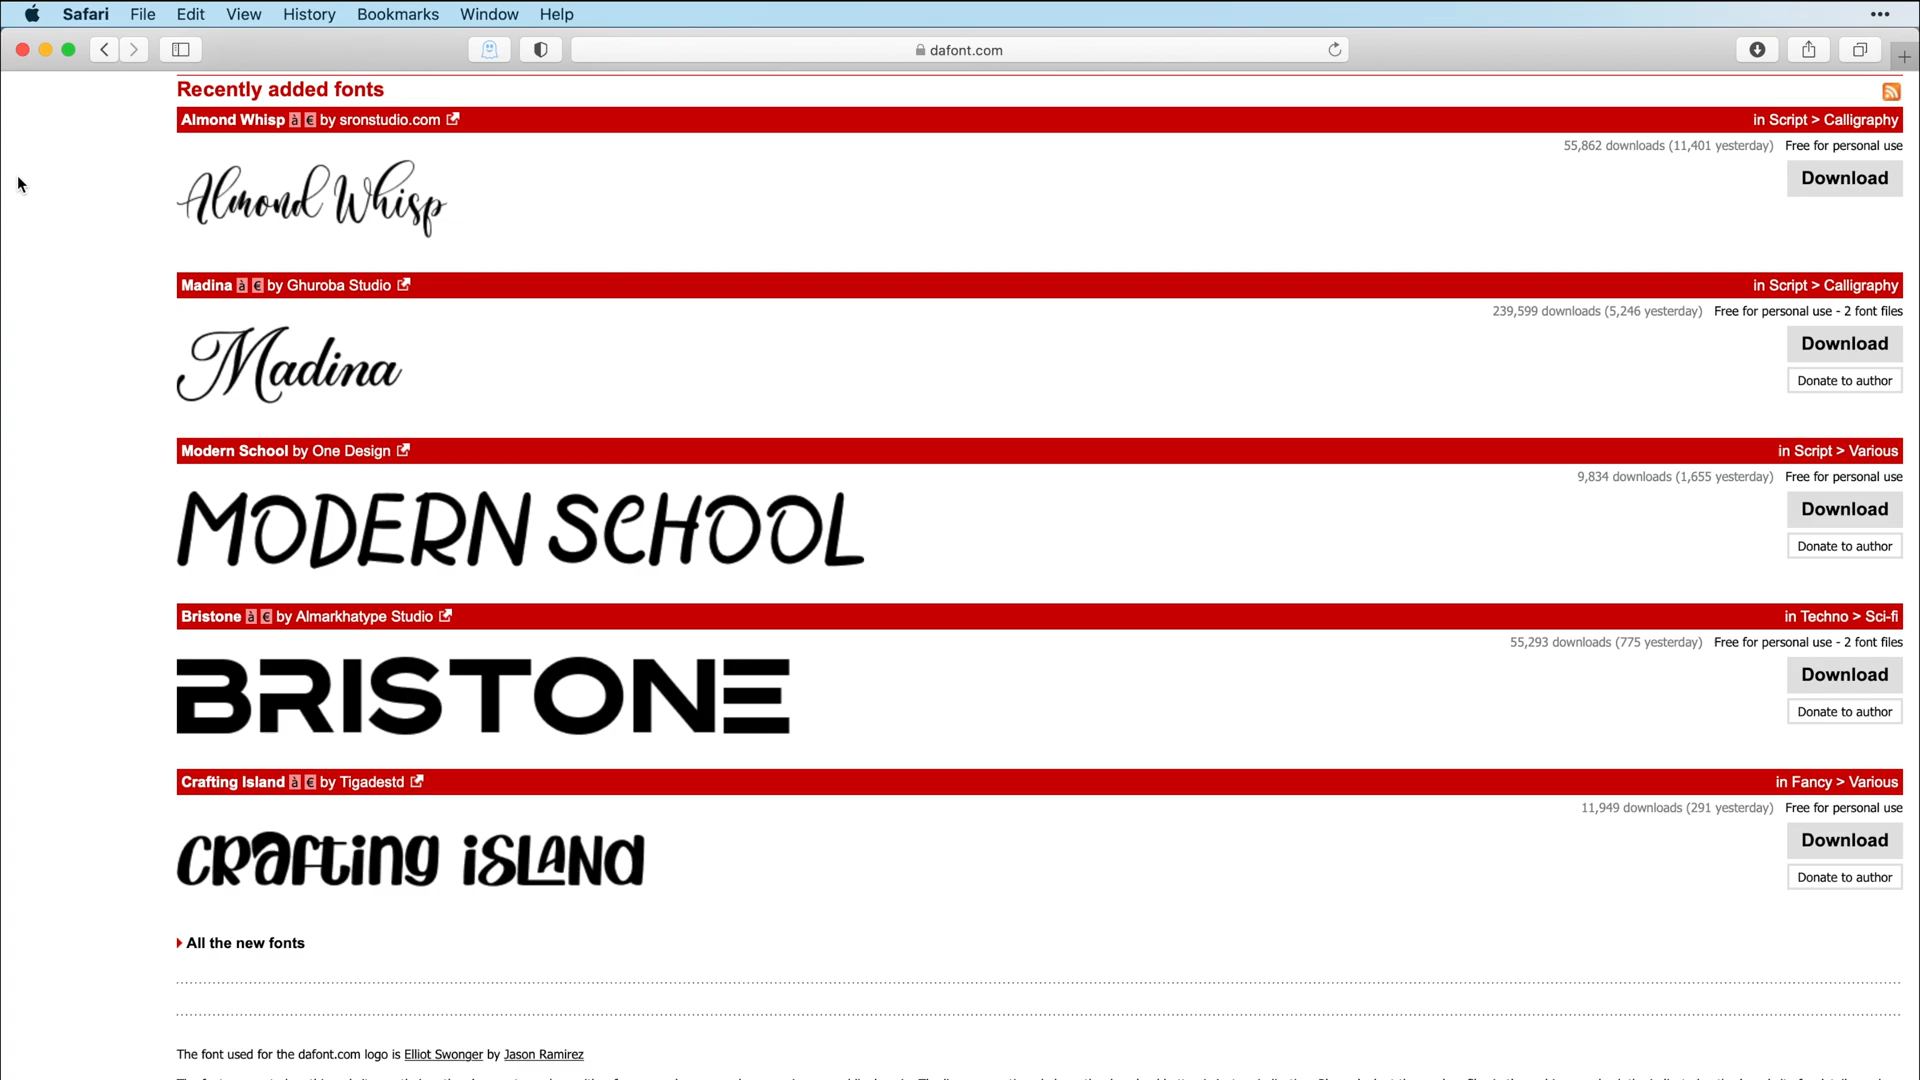 Safari File Edit View History Bookmarks Window Help
dafont.com
Recently added fonts
Almond Whisp à € by sronstudio.com in Script > Calligraphy
55,862 downloads (11,401 yesterday) Free for personal use
Almond Whisp
Download
Madina à € by Ghuroba Studio in Script > Calligraphy
239,599 downloads (5,246 yesterday) Free for personal use - 2 font files
Madina
Download
Donate to author
Modern School by One Design in Script > Various
9,834 downloads (1,655 yesterday) Free for personal use
MODERN SCHOOL
Download
Donate to author
Bristone à € by Almarkhatype Studio in Techno > Sci-fi
55,293 downloads (775 yesterday) Free for personal use - 2 font files
BRISTONE
Download
Donate to author
Crafting Island à € by Tigadestd in Fancy > Various
11,949 downloads (291 yesterday) Free for personal use
Crafting Island
Download
Donate to author
All the new fonts
The font used for the dafont.com logo is Elliot Swonger by Jason Ramirez